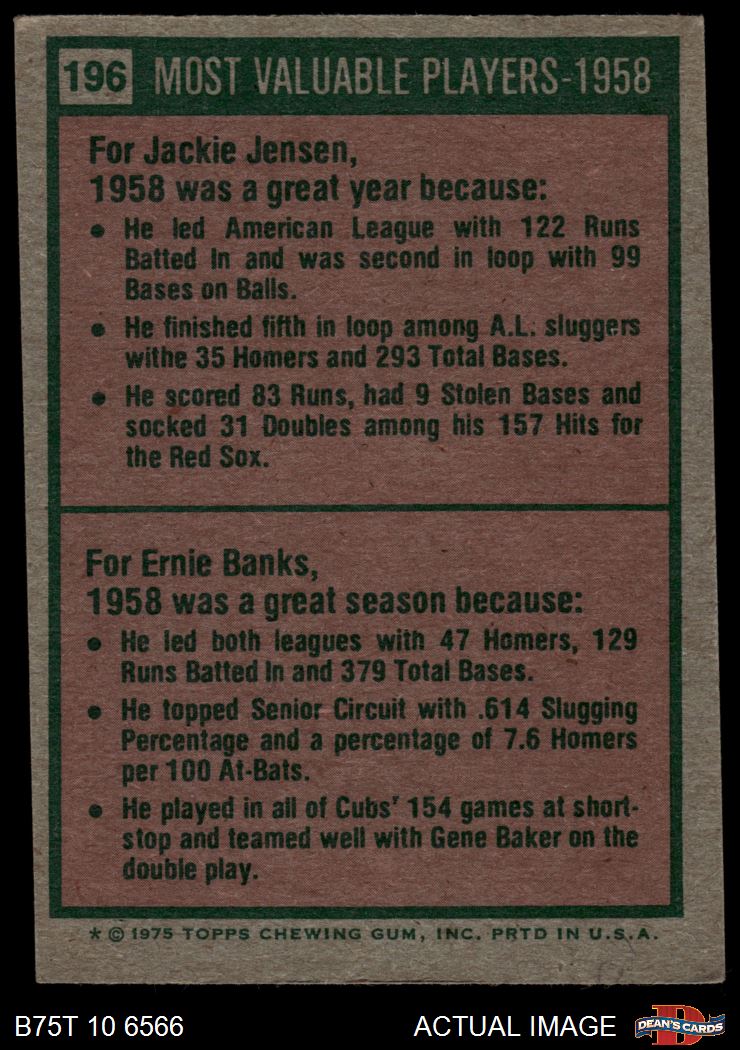 196 MOST VALUABLE PLAYERS-1958
For Jackie Jensen,
1958 was a great year because:
• He led American League with 122 Runs
Batted In and was second in loop with 99
Bases on Balls.
• He finished fifth in loop among A.L. sluggers
withe 35 Homers and 293 Total Bases.
• He scored 83 Runs, had 9 Stolen Bases and
socked 31 Doubles among his 157 Hits for
the Red Sox.
For Ernie Banks,
1958 was a great season because:
• He led both leagues with 47 Homers, 129
Runs Batted In and 379 Total Bases.
• He topped Senior Circuit with .614 Slugging
Percentage and a percentage of 7.6 Homers
per 100 At-Bats.
• He played in all of Cubs' 154 games at short-
stop and teamed well with Gene Baker on the
double play.
* © 1975 TOPPS CHEWING GUM, INC. PRTD IN U.S.A.
B75T 10 6566 ACTUAL IMAGE D DEAN'S CARDS